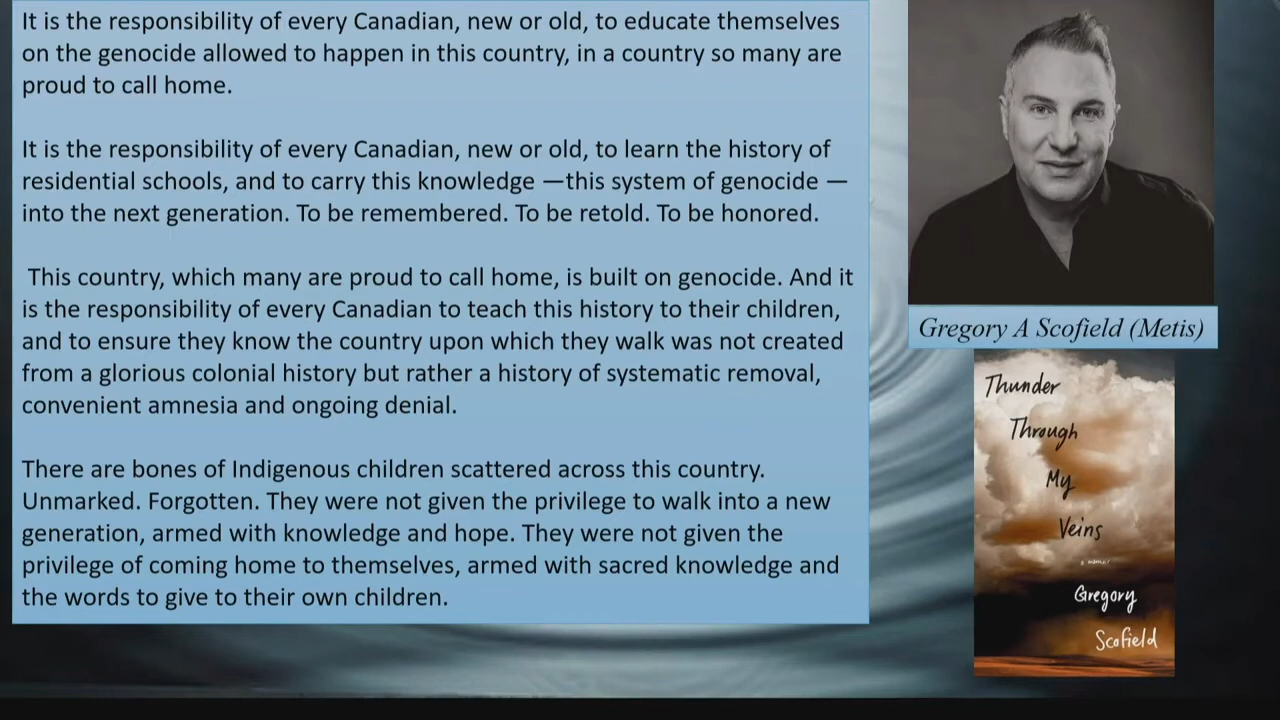 It is the responsibility of every Canadian, new or old, to educate themselves
on the genocide allowed to happen in this country, in a country so many are
proud to call home.
It is the responsibility of every Canadian, new or old, to learn the history of
residential schools, and to carry this knowledge —this system of genocide —
into the next generation. To be remembered. To be retold. To be honored.
This country, which many are proud to call home, is built on genocide. And it
is the responsibility of every Canadian to teach this history to their children,
and to ensure they know the country upon which they walk was not created
from a glorious colonial history but rather a history of systematic removal,
convenient amnesia and ongoing denial.
There are bones of Indigenous children scattered across this country.
Unmarked. Forgotten. They were not given the privilege to walk into a new
generation, armed with knowledge and hope. They were not given the
privilege of coming home to themselves, armed with sacred knowledge and
the words to give to their own children.
Gregory A Scofield (Metis)
Thunder
Through
My
Veins
a memoir
Gregory
Scofield